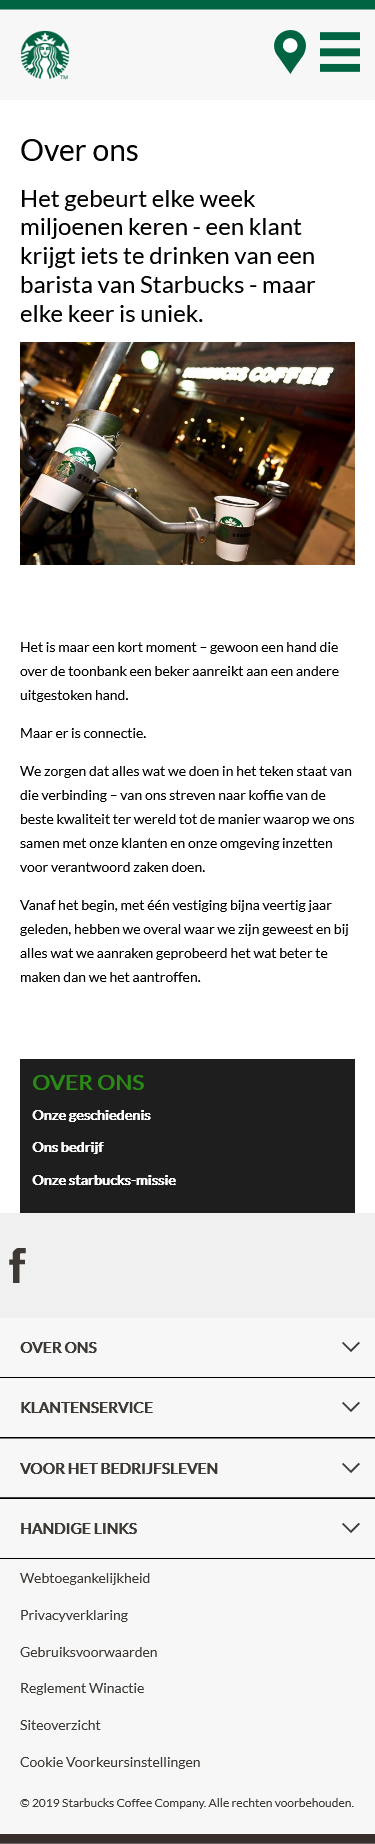 TM
Over ons
Het gebeurt elke week
miljoenen keren - een klant
krijgt iets te drinken van een
barista van Starbucks - maar
elke keer is uniek.
STARBUCKS COFFEE
Het is maar een kort moment – gewoon een hand die
over de toonbank een beker aanreikt aan een andere
uitgestoken hand.
Maar er is connectie.
We zorgen dat alles wat we doen in het teken staat van
die verbinding – van ons streven naar koffie van de
beste kwaliteit ter wereld tot de manier waarop we ons
samen met onze klanten en onze omgeving inzetten
voor verantwoord zaken doen.
Vanaf het begin, met één vestiging bijna veertig jaar
geleden, hebben we overal waar we zijn geweest en bij
alles wat we aanraken geprobeerd het wat beter te
maken dan we het aantroffen.
OVER ONS
Onze geschiedenis
Ons bedrijf
Onze starbucks-missie
OVER ONS
KLANTENSERVICE
VOOR HET BEDRIJFSLEVEN
HANDIGE LINKS
Webtoegankelijkheid
Privacyverklaring
Gebruiksvoorwaarden
Reglement Winactie
Siteoverzicht
Cookie Voorkeursinstellingen
© 2019 Starbucks Coffee Company. Alle rechten voorbehouden.